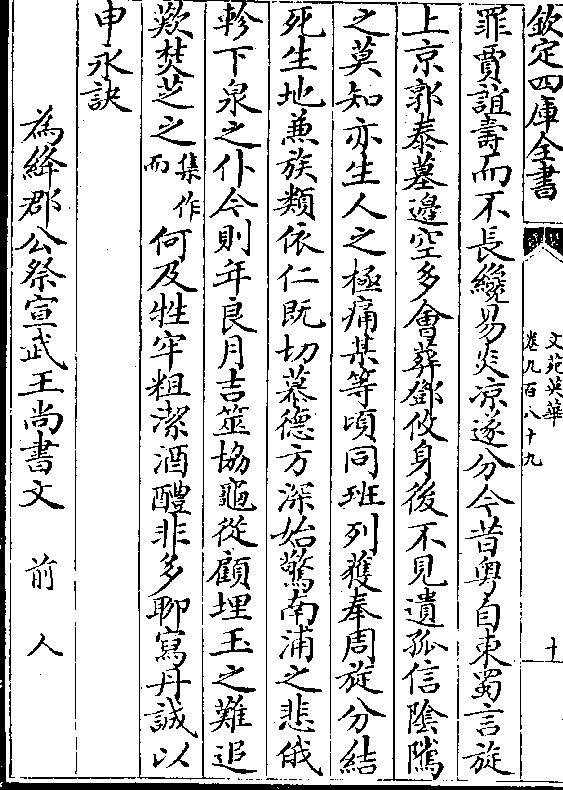 欽定四庫全書
文苑英華
卷九百八十九
十
罪賈誼壽而不長纔易炎凉遂分今昔粤自東蜀言旋
上京郭泰墓邊空多會葬鄧攸身後不見遺孤信陰隲
之莫知亦生人之極痛某等頃同班列獲奉周旋分結
死生地兼族類依仁既切慕德方深始驚南浦之悲俄
軫下泉之仆今則年良月吉筮協龜從顧埋玉之難追
歎焚芝之集作而何及牲牢粗潔酒醴非多聊寫丹誠以
申永訣
為絳郡公祭宣武王尚書文 前人